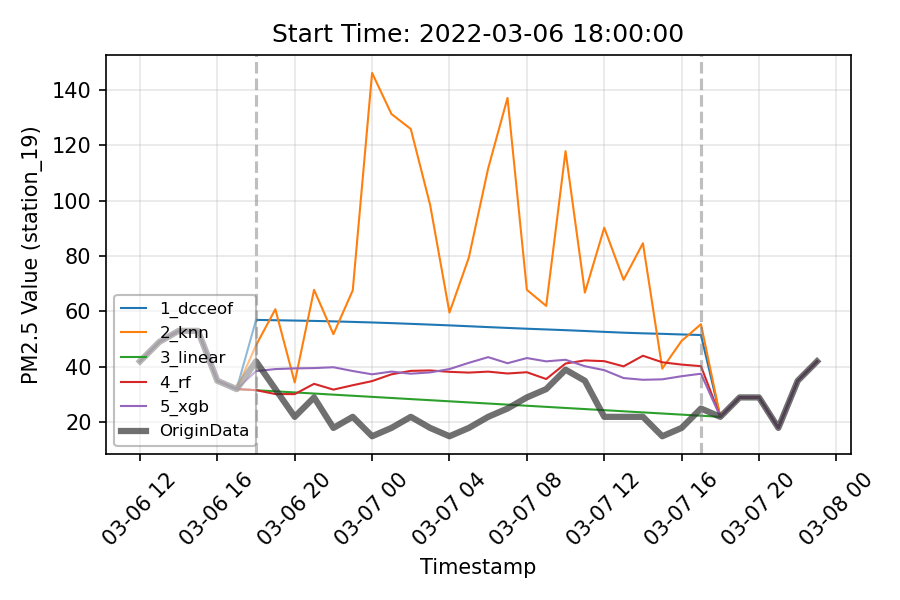 Start Time: 2022-03-06 18:00:00
PM2.5 Value (station_19)
140
120
100
80
60
40
20
1_dcceof
2_knn
3_linear
4_rf
5_xgb
OriginData
03-06 12
03-06 16
03-06 20
03-07 00
03-07 04
03-07 08
03-07 12
03-07 16
03-07 20
03-08 00
Timestamp